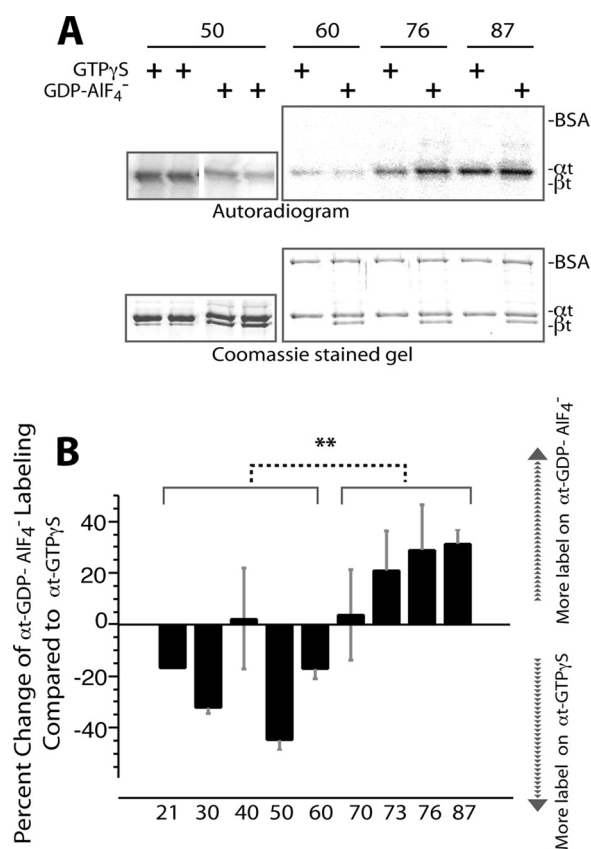 A
50 60 76 87
GTPγS + + + + +
GDP-AlF₄⁻ + + + + +
-BSA
-αt
-βt
Autoradiogram
-BSA
-αt
-βt
Coomassie stained gel
B
**
Percent Change of αt-GDP- AlF₄⁻ Labeling
Compared to αt-GTPγS
40
20
0
-20
-40
21 30 40 50 60 70 73 76 87
More label on αt-GDP- AlF₄⁻
More label on αt-GTPγS